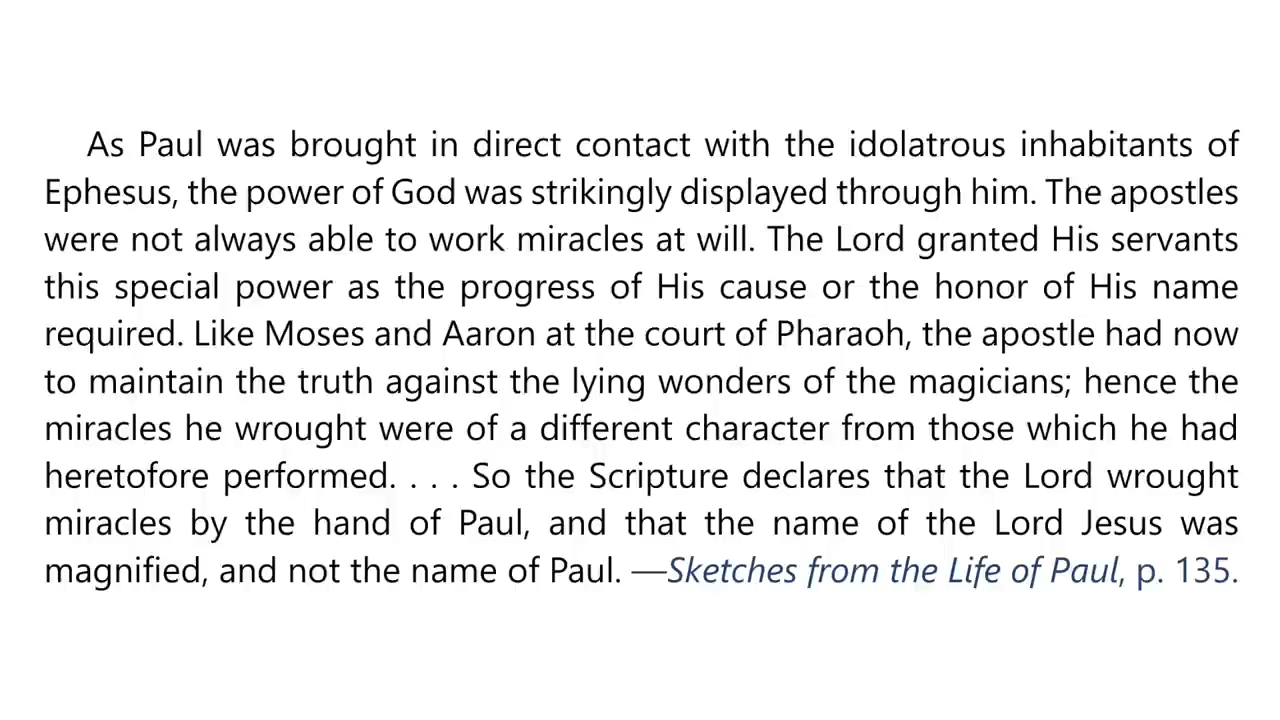 As Paul was brought in direct contact with the idolatrous inhabitants of
Ephesus, the power of God was strikingly displayed through him. The apostles
were not always able to work miracles at will. The Lord granted His servants
this special power as the progress of His cause or the honor of His name
required. Like Moses and Aaron at the court of Pharaoh, the apostle had now
to maintain the truth against the lying wonders of the magicians; hence the
miracles he wrought were of a different character from those which he had
heretofore performed. . . . So the Scripture declares that the Lord wrought
miracles by the hand of Paul, and that the name of the Lord Jesus was
magnified, and not the name of Paul. —Sketches from the Life of Paul, p. 135.